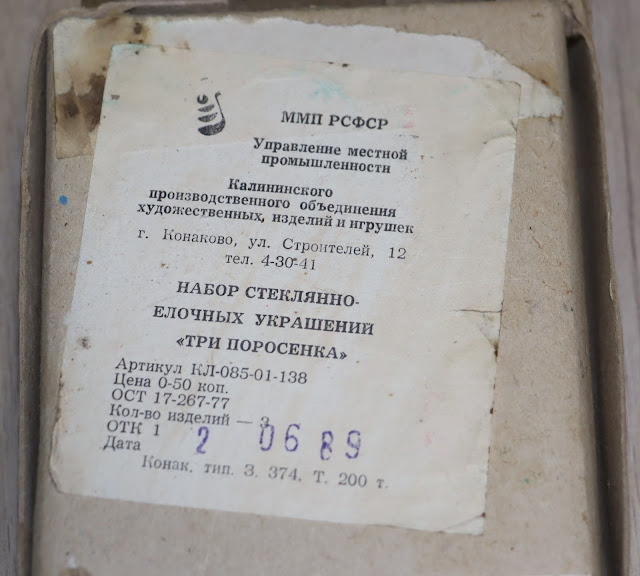 ММП РСФСР
Управление местной
промышленности
Калининского
производственного объединения
художественных, изделий и игрушек
г. Конаково, ул. Строителей, 12
тел. 4-30-41
НАБОР СТЕКЛЯННО-
ЕЛОЧНЫХ УКРАШЕНИЙ
«ТРИ ПОРОСЕНКА»
Артикул КЛ-085-01-138
Цена 0-50 коп.
ОСТ 17-267-77
Кол-во изделий — 3
ОТК 1
Дата 2 06 89
Конак. тип. З. 374, Т. 200 т.